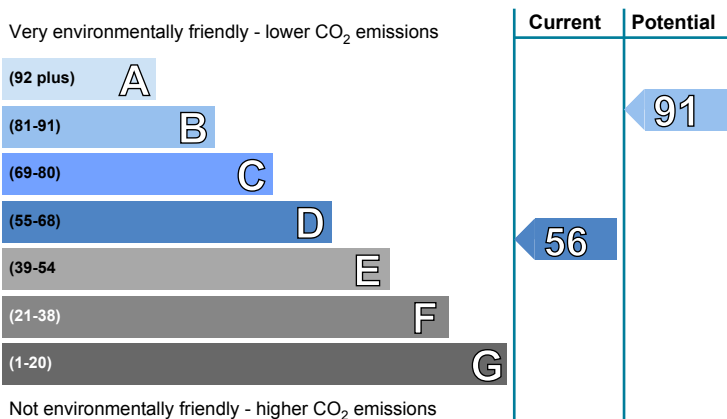 Current Potential
Very environmentally friendly - lower CO2 emissions
(92 plus) A
91
(81-91) B
(69-80) C
(55-68) D
56
(39-54 E
(21-38) F
(1-20) G
Not environmentally friendly - higher CO2 emissions